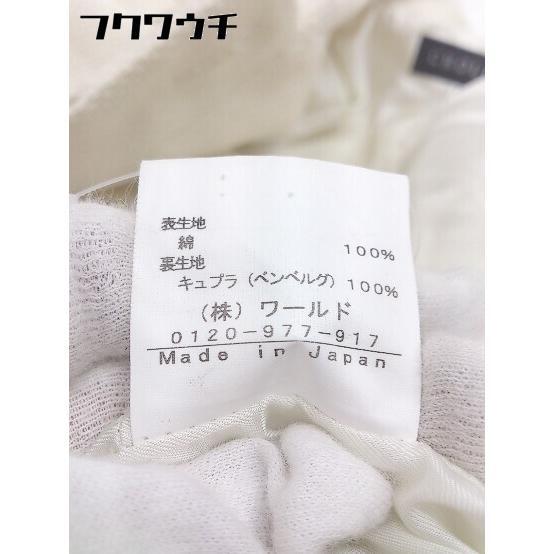 フクワウチ
表生地
綿 100%
裏生地
キュプラ (ベンベルグ) 100%
(株) ワールド
0120-977-917
Made in Japan